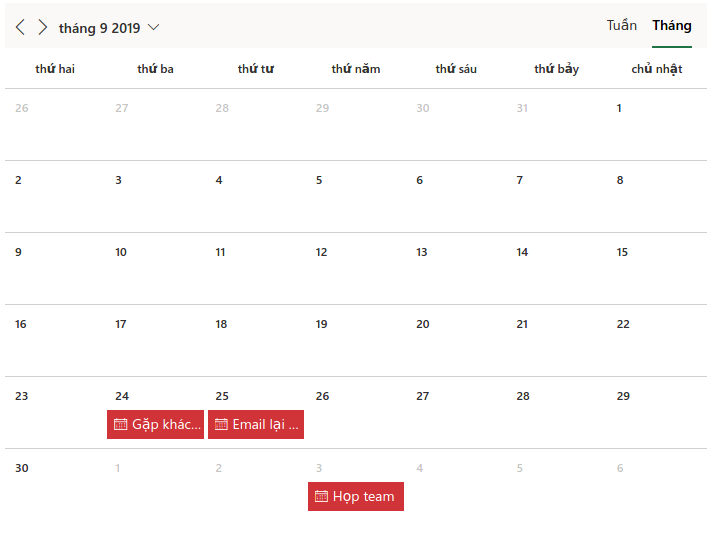 tháng 9 2019 Tuần Tháng
thứ hai thứ ba thứ tư thứ năm thứ sáu thứ bảy chủ nhật
26 27 28 29 30 31 1
2 3 4 5 6 7 8
9 10 11 12 13 14 15
16 17 18 19 20 21 22
23 24 25 26 27 28 29
Gặp khác... Email lại ...
30 1 2 3 4 5 6
Họp team